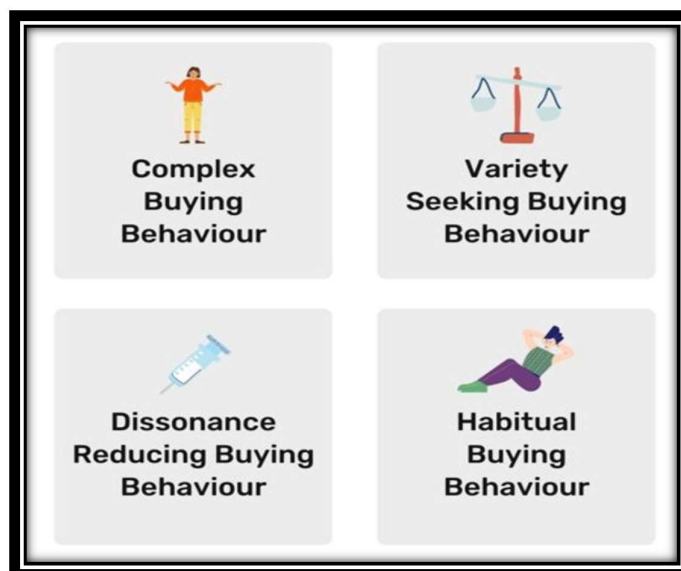 Complex
Buying
Behaviour
Variety
Seeking Buying
Behaviour
Dissonance
Reducing Buying
Behaviour
Habitual
Buying
Behaviour